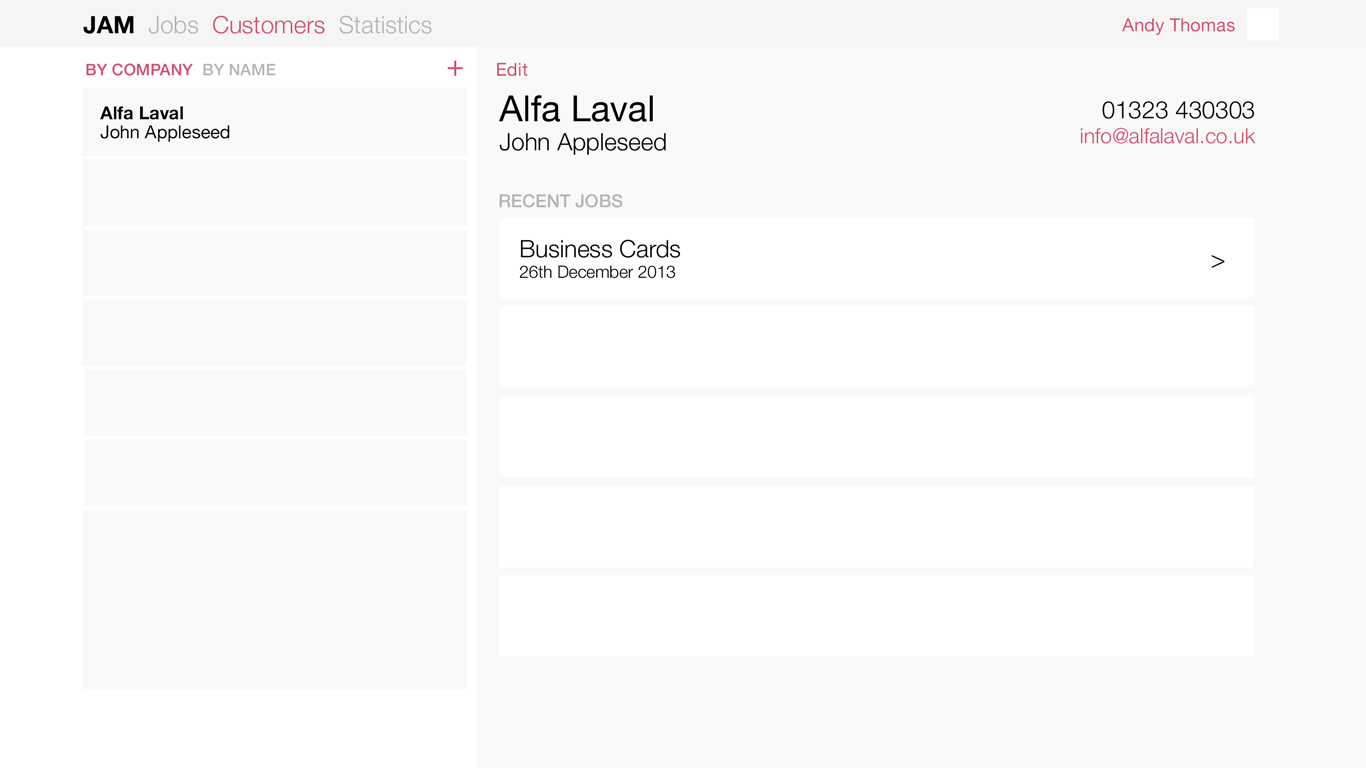 JAM Jobs Customers Statistics
Andy Thomas
BY COMPANY BY NAME +
Alfa Laval
John Appleseed
Edit
Alfa Laval
John Appleseed
01323 430303
info@alfalaval.co.uk
RECENT JOBS
Business Cards
26th December 2013
>